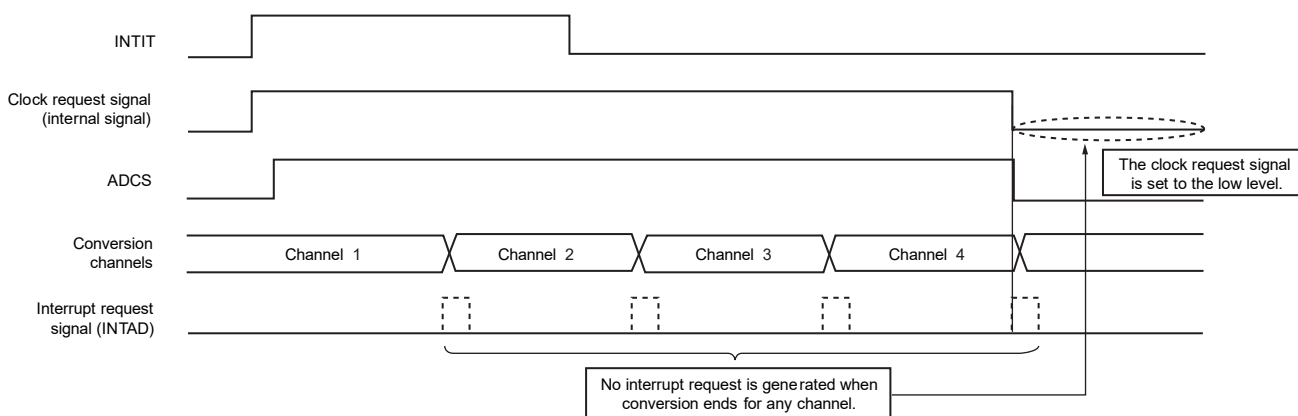 INTIT
Clock request signal
(internal signal)
The clock request signal
is set to the low level.
ADCS
Conversion
channels
Channel 1
Channel 2
Channel 3
Channel 4
Interrupt request
signal (INTAD)
No interrupt request is generated when
conversion ends for any channel.